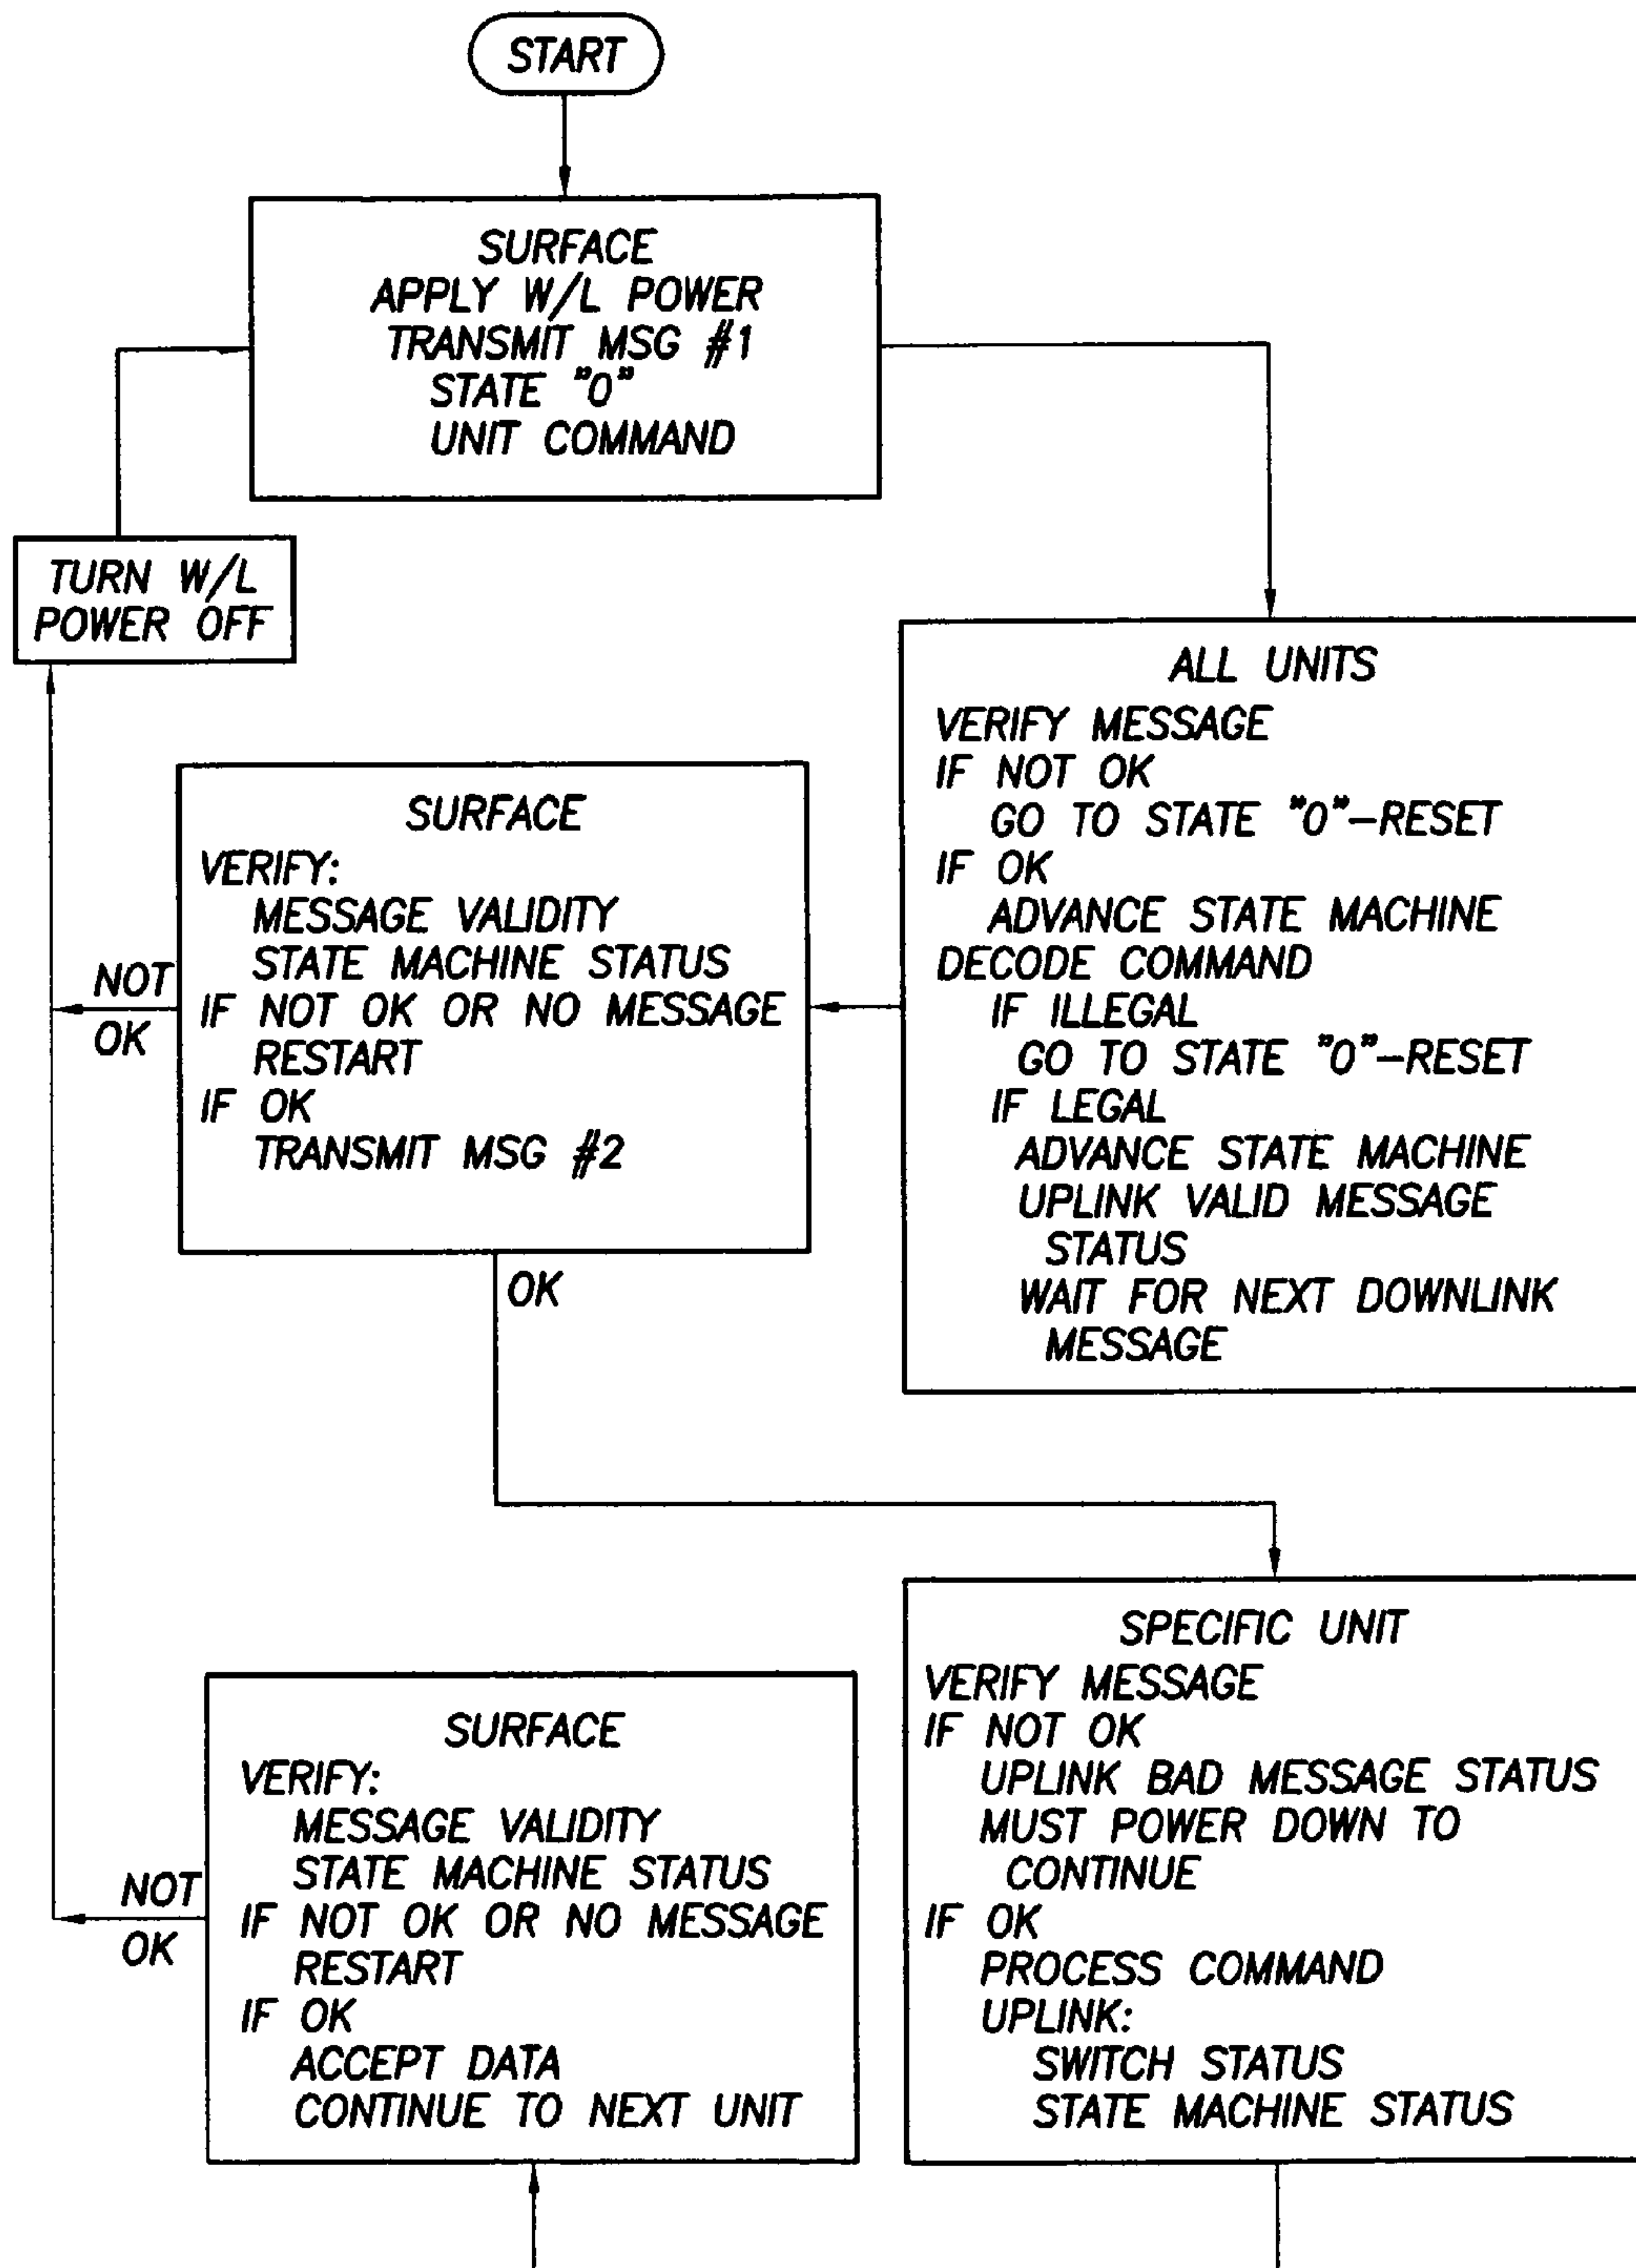 START
SURFACE
APPLY W/L POWER
TRANSMIT MSG #1
STATE "0"
UNIT COMMAND
TURN W/L
POWER OFF
ALL UNITS
VERIFY MESSAGE
IF NOT OK
GO TO STATE "0"-RESET
IF OK
ADVANCE STATE MACHINE
DECODE COMMAND
IF ILLEGAL
GO TO STATE "0"-RESET
IF LEGAL
ADVANCE STATE MACHINE
UPLINK VALID MESSAGE
STATUS
WAIT FOR NEXT DOWNLINK
MESSAGE
SURFACE
VERIFY:
MESSAGE VALIDITY
STATE MACHINE STATUS
IF NOT OK OR NO MESSAGE
RESTART
IF OK
TRANSMIT MSG #2
NOT
OK
OK
SPECIFIC UNIT
VERIFY MESSAGE
IF NOT OK
UPLINK BAD MESSAGE STATUS
MUST POWER DOWN TO
CONTINUE
IF OK
PROCESS COMMAND
UPLINK:
SWITCH STATUS
STATE MACHINE STATUS
SURFACE
VERIFY:
MESSAGE VALIDITY
STATE MACHINE STATUS
IF NOT OK OR NO MESSAGE
RESTART
IF OK
ACCEPT DATA
CONTINUE TO NEXT UNIT
NOT
OK